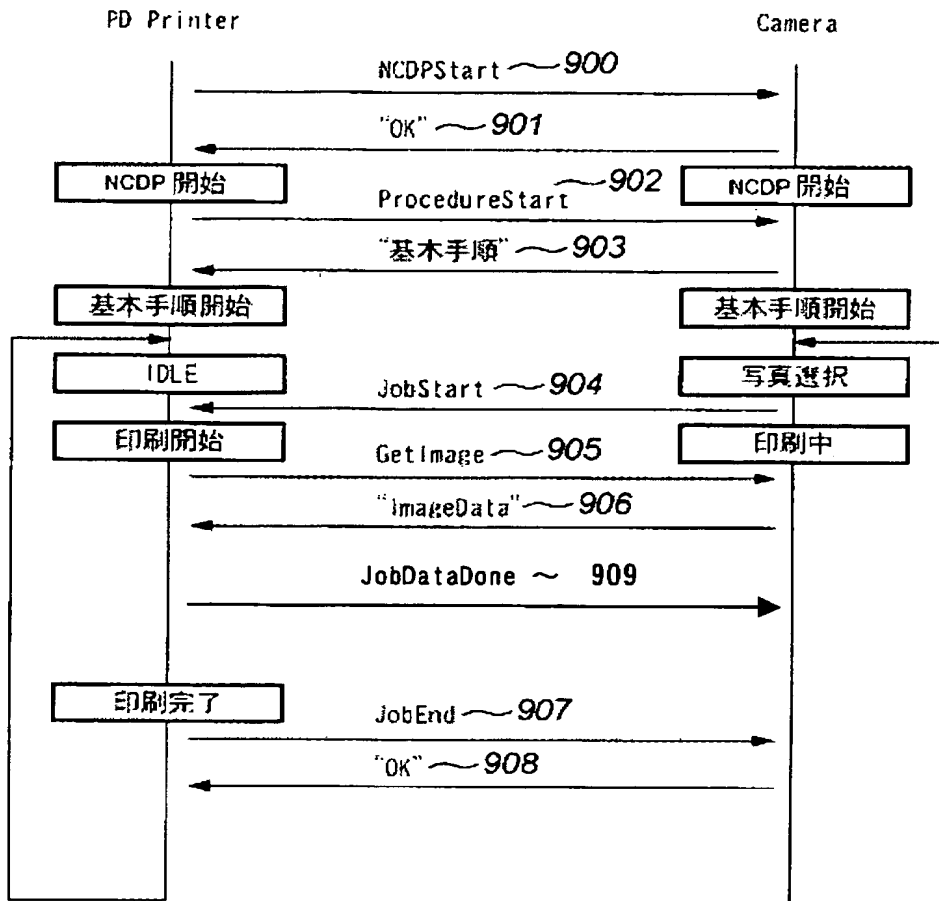 PD Printer
Camera
NCDPStart 〜 900
"OK" 〜 901
NCDP 開始
NCDP 開始
ProcedureStart 〜 902
"基本手順" 〜 903
基本手順開始
基本手順開始
IDLE
写真選択
JobStart 〜 904
印刷開始
印刷中
GetImage 〜 905
"ImageData" 〜 906
JobDataDone 〜 909
印刷完了
JobEnd 〜 907
"OK" 〜 908